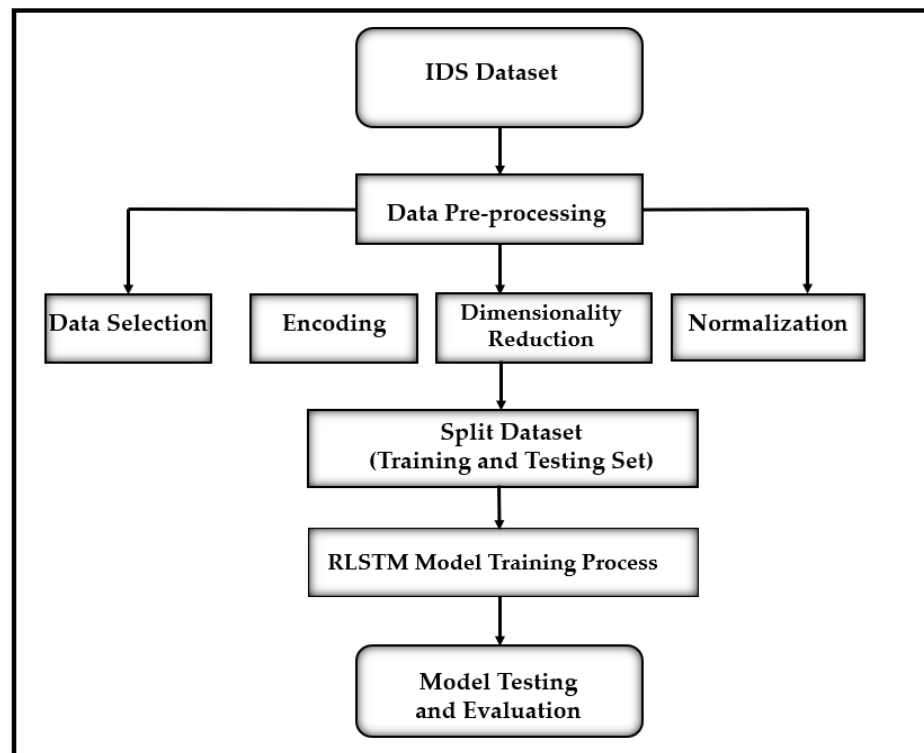 IDS Dataset
Data Pre-processing
Data Selection
Encoding
Dimensionality
Reduction
Normalization
Split Dataset
(Training and Testing Set)
RLSTM Model Training Process
Model Testing
and Evaluation